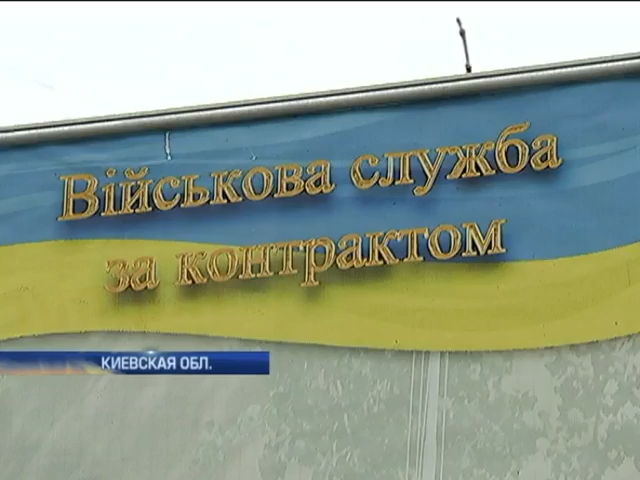 Військова служба
за контрактом
КИЕВСКАЯ ОБЛ.